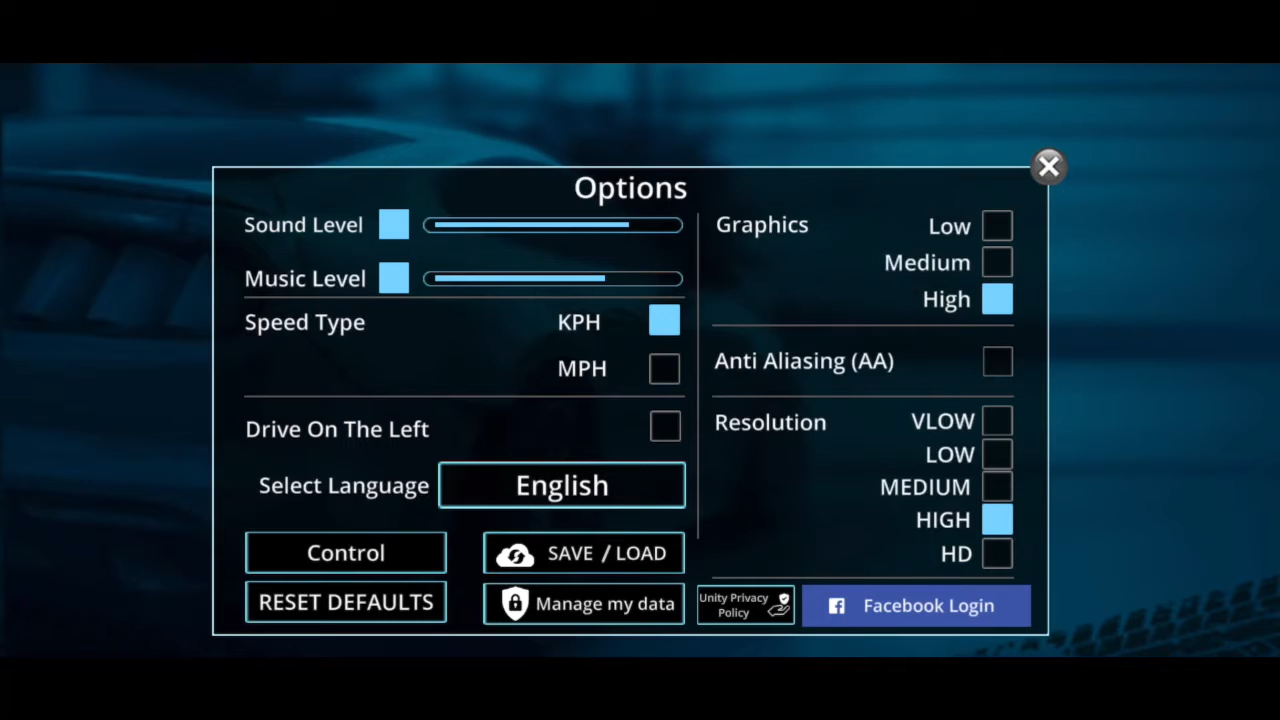 Options
Sound Level
Music Level
Speed Type
KPH
MPH
Drive On The Left
Select Language
English
Control
SAVE / LOAD
RESET DEFAULTS
Manage my data
Graphics
Low
Medium
High
Anti Aliasing (AA)
Resolution
VLOW
LOW
MEDIUM
HIGH
HD
Unity Privacy
Policy
Facebook Login